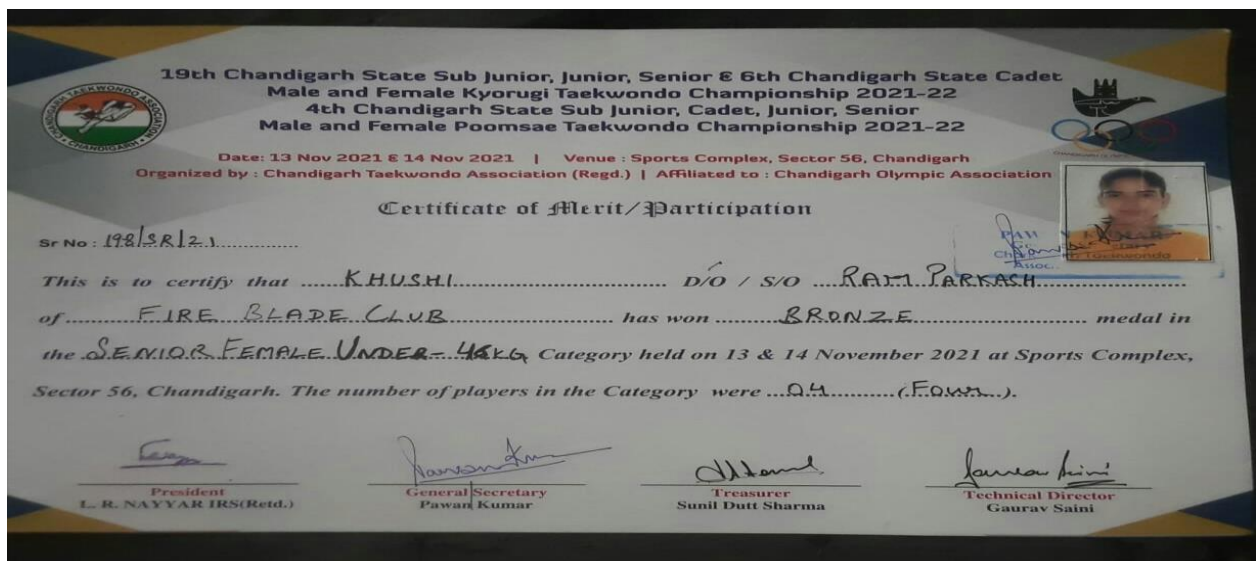 19th Chandigarh State Sub Junior, Junior, Senior & 6th Chandigarh State Cadet
Male and Female Kyorugi Taekwondo Championship 2021-22
4th Chandigarh State Sub Junior, Cadet, Junior, Senior
Male and Female Poomsae Taekwondo Championship 2021-22
TAEKWONDO ASSOCIATION
CHANDIGARH
Date: 13 Nov 2021 & 14 Nov 2021 | Venue : Sports Complex, Sector 56, Chandigarh
Organized by : Chandigarh Taekwondo Association (Regd.) | Affiliated to : Chandigarh Olympic Association
Certificate of Merit/Participation
Sr No : 198/SR/21
Taekwondo
Assoc.
This is to certify that KHUSHI D/O / S/O RAM PARKASH
of FIRE BLADE CLUB has won BRONZE medal in
the SENIOR FEMALE UNDER-46KG Category held on 13 & 14 November 2021 at Sports Complex,
Sector 56, Chandigarh. The number of players in the Category were 04 (Four).
President
L. R. NAYYAR IRS(Retd.)
General Secretary
Pawan Kumar
Treasurer
Sunil Dutt Sharma
Technical Director
Gaurav Saini